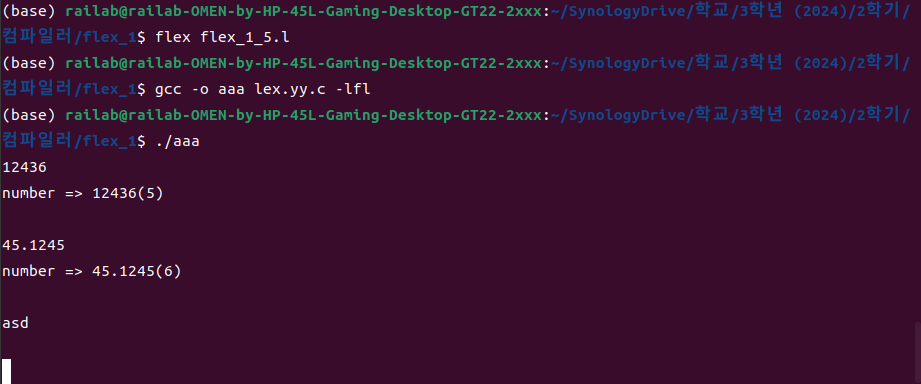 (base) railab@railab-OMEN-by-HP-45L-Gaming-Desktop-GT22-2xxx:~/SynologyDrive/학교/3학년 (2024)/2학기/
컴파일러/flex_1$ flex flex_1_5.l
(base) railab@railab-OMEN-by-HP-45L-Gaming-Desktop-GT22-2xxx:~/SynologyDrive/학교/3학년 (2024)/2학기/
컴파일러/flex_1$ gcc -o aaa lex.yy.c -lfl
(base) railab@railab-OMEN-by-HP-45L-Gaming-Desktop-GT22-2xxx:~/SynologyDrive/학교/3학년 (2024)/2학기/
컴파일러/flex_1$ ./aaa
12436
number => 12436(5)
45.1245
number => 45.1245(6)
asd